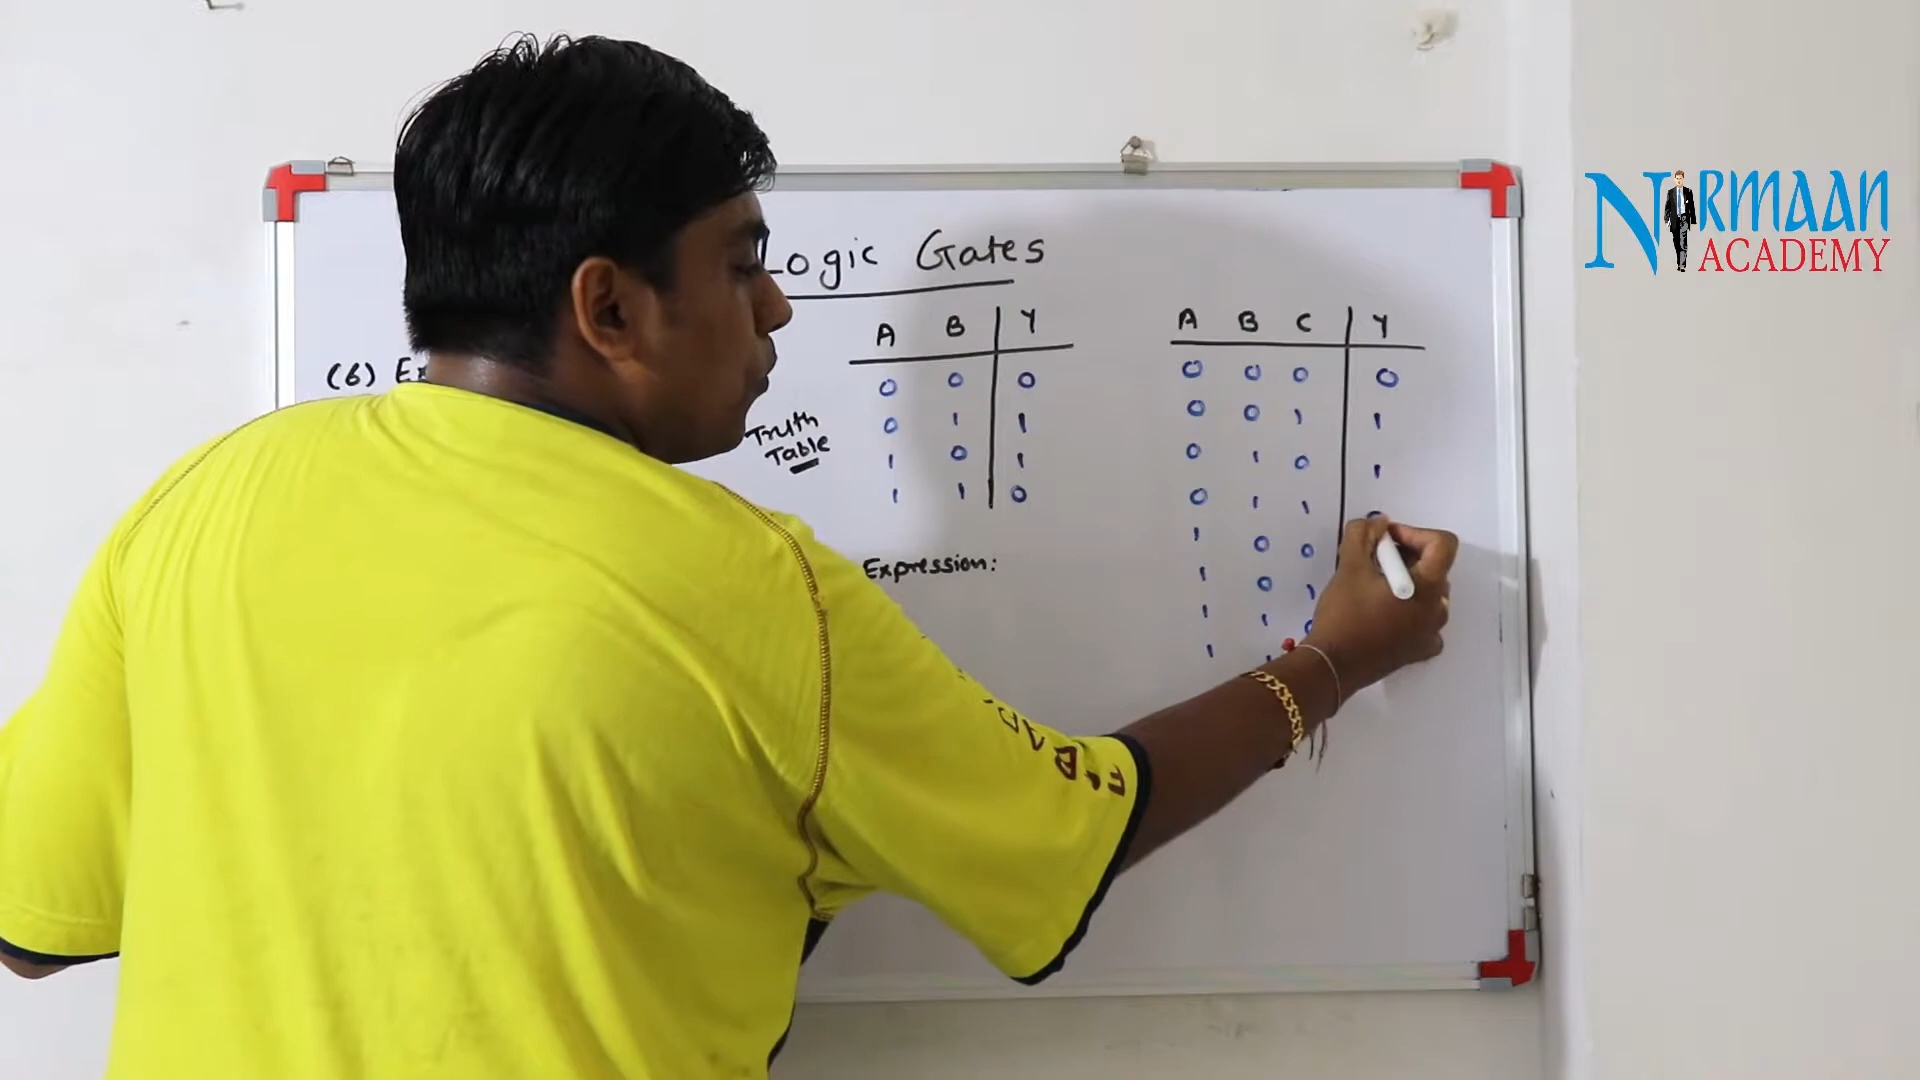 Logic Gates
(6) Ex
Truth
Table
A B Y
0 0 0
0 1 1
1 0 1
1 1 0
Expression:
A B C Y
0 0 0 0
0 0 1 1
0 1 0 1
0 1 1
1 0 0
1 0 1
1 1 0
1 1
NIRMAAN
ACADEMY